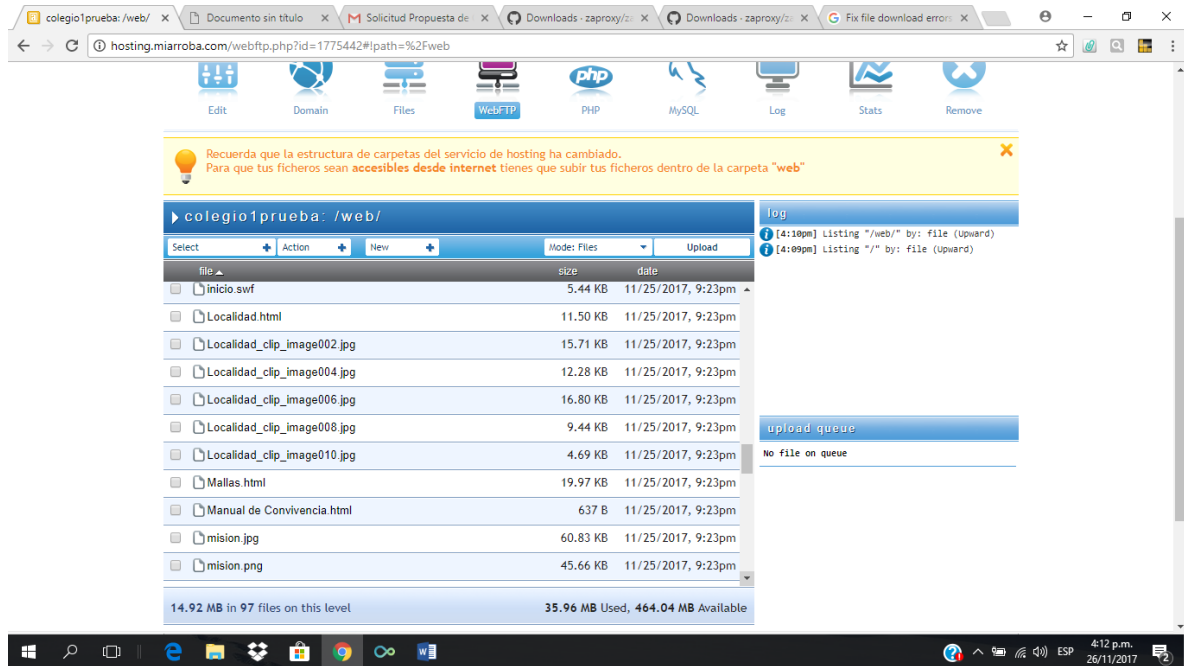 colegio1prueba: /web/
Documento sin título
Solicitud Propuesta de
Downloads · zaproxy/za
Downloads · zaproxy/za
Fix file download errors
hosting.miarroba.com/webftp.php?id=1775442#!path=%2Fweb
php
Edit Domain Files WebFTP PHP MySQL Log Stats Remove
Recuerda que la estructura de carpetas del servicio de hosting ha cambiado.
Para que tus ficheros sean accesibles desde internet tienes que subir tus ficheros dentro de la carpeta "web"
colegio1prueba: /web/
Select Action New Mode: Files Upload
file size date
inicio.swf 5.44 KB 11/25/2017, 9:23pm
Localidad.html 11.50 KB 11/25/2017, 9:23pm
Localidad_clip_image002.jpg 15.71 KB 11/25/2017, 9:23pm
Localidad_clip_image004.jpg 12.28 KB 11/25/2017, 9:23pm
Localidad_clip_image006.jpg 16.80 KB 11/25/2017, 9:23pm
Localidad_clip_image008.jpg 9.44 KB 11/25/2017, 9:23pm
Localidad_clip_image010.jpg 4.69 KB 11/25/2017, 9:23pm
Mallas.html 19.97 KB 11/25/2017, 9:23pm
Manual de Convivencia.html 637 B 11/25/2017, 9:23pm
mision.jpg 60.83 KB 11/25/2017, 9:23pm
mision.png 45.66 KB 11/25/2017, 9:23pm
14.92 MB in 97 files on this level 35.96 MB Used, 464.04 MB Available
log
[4:10pm] Listing "/web/" by: file (Upward)
[4:09pm] Listing "/" by: file (Upward)
upload queue
No file on queue
ESP
4:12 p.m.
26/11/2017
2